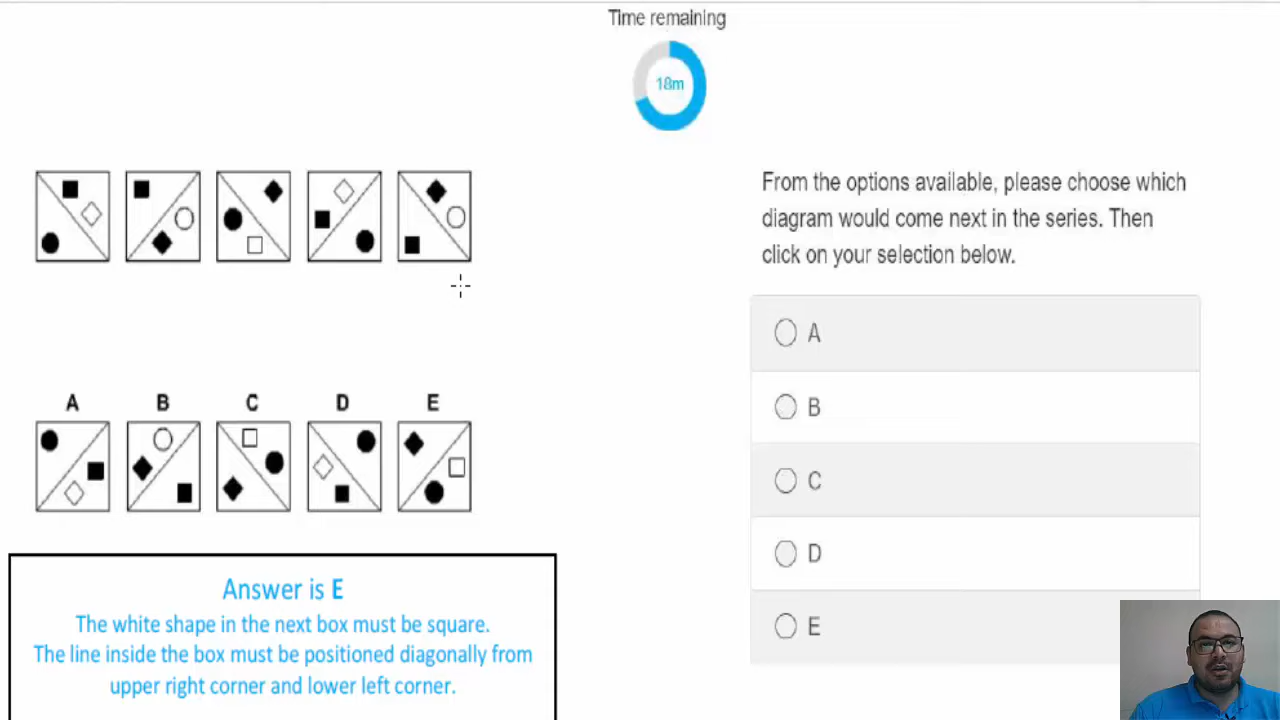 Time remaining
18m
From the options available, please choose which
diagram would come next in the series. Then
click on your selection below.
A
B
C
D
E
A B C D E
Answer is E
The white shape in the next box must be square.
The line inside the box must be positioned diagonally from
upper right corner and lower left corner.